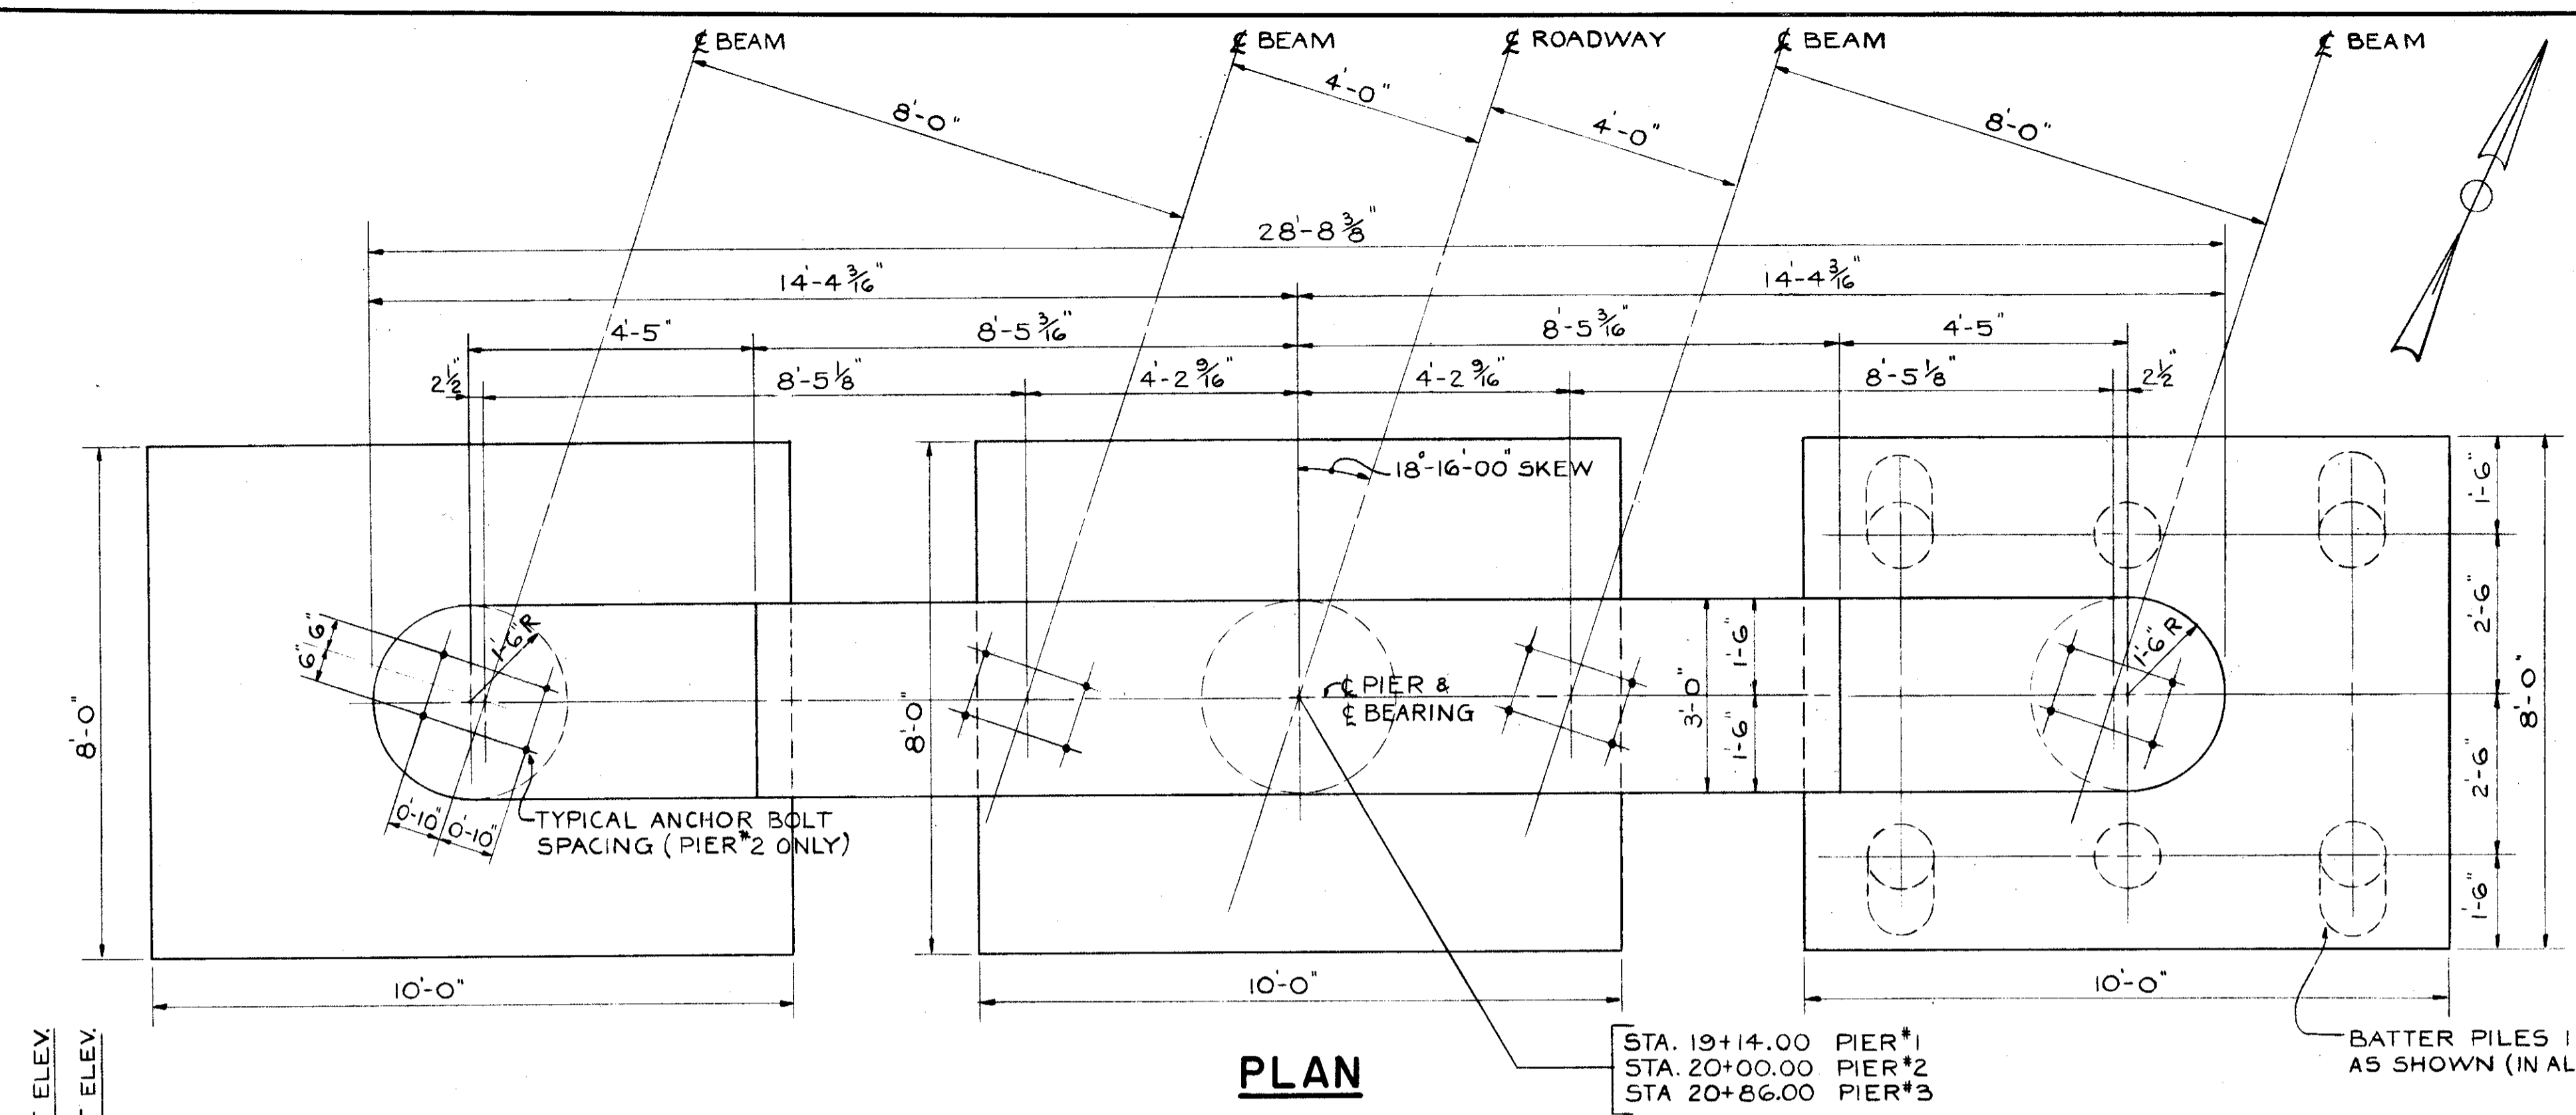 ℄ BEAM
℄ BEAM
℄ ROADWAY
℄ BEAM
℄ BEAM
8'-0"
4'-0"
4'-0"
8'-0"
28'-8 3/8"
14'-4 3/16"
14'-4 3/16"
4'-5"
8'-5 3/16"
8'-5 3/16"
4'-5"
2 1/2"
8'-5 1/8"
4'-2 9/16"
4'-2 9/16"
8'-5 1/8"
2 1/2"
18°-16'-00" SKEW
1'-6"
2'-6"
2'-6"
1'-6"
8'-0"
6"
6"
1'-6" R
1'-6" R
8'-0"
8'-0"
℄ PIER &
℄ BEARING
3'-0"
1'-6"
1'-6"
0'-10"
0'-10"
TYPICAL ANCHOR BOLT
SPACING (PIER #2 ONLY)
10'-0"
10'-0"
10'-0"
ELEV.
ELEV.
PLAN
STA. 19+14.00 PIER #1
STA. 20+00.00 PIER #2
STA 20+86.00 PIER #3
BATTER PILES
AS SHOWN (IN